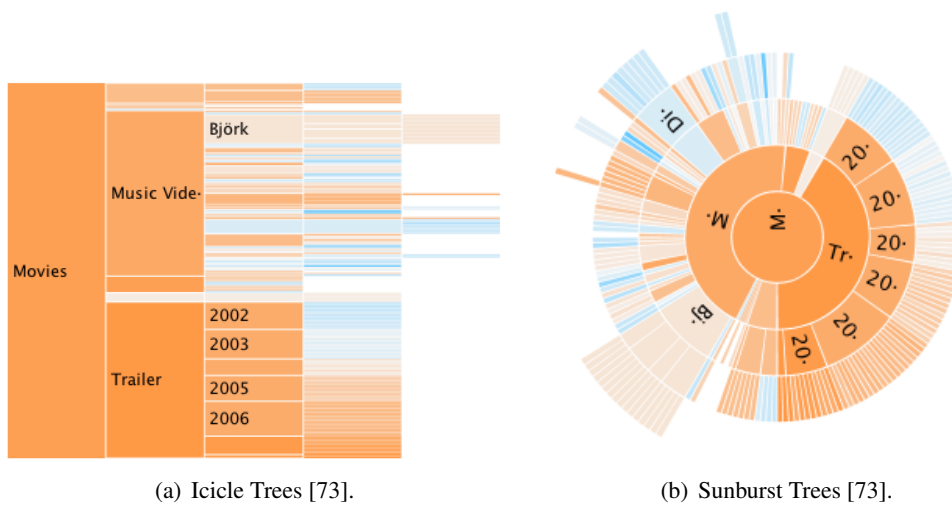 Björk
Music Vide·
Movies
2002
2003
Trailer
2005
2006
Di·
20·
20·
M·
M·
20·
Tr·
20·
Bj·
20·
20·
(a) Icicle Trees [73].
(b) Sunburst Trees [73].